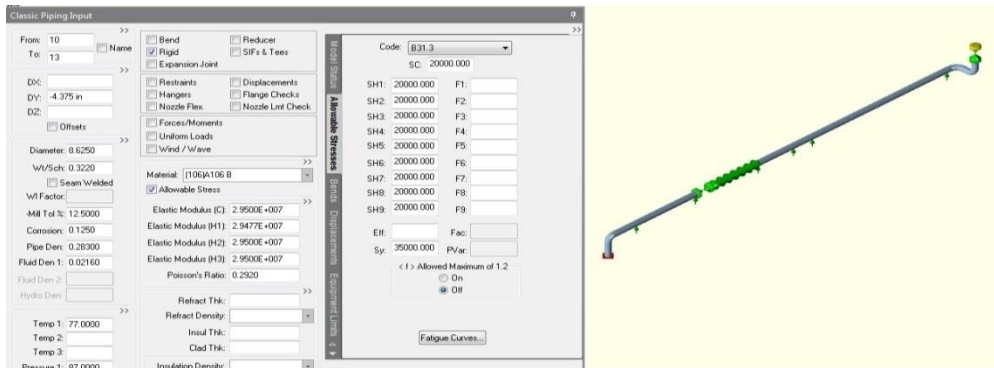 Classic Piping Input
From: 10
To: 13
Name
>>
DX:
DY: -4.375 in
DZ:
Offsets
>>
Diameter: 8.6250
Wt/Sch: 0.3220
Seam Welded
Wl Factor:
-Mill Tol %: 12.5000
Corrosion: 0.1250
Pipe Den: 0.28300
Fluid Den 1: 0.02160
Fluid Den 2:
Hydro Den:
>>
Temp 1: 77.0000
Temp 2:
Temp 3:
Pressure 1: 87.0000
Bend
Reducer
Rigid
SIFs & Tees
Expansion Joint
Restraints
Displacements
Hangers
Flange Checks
Nozzle Flex
Nozzle Lmt Check
Forces/Moments
Uniform Loads
Wind / Wave
>>
Material: (106)A106 B
Allowable Stress
>>
Elastic Modulus (C): 2.9500E+007
Elastic Modulus (H1): 2.9477E+007
Elastic Modulus (H2): 2.9500E+007
Elastic Modulus (H3): 2.9500E+007
Poisson's Ratio: 0.2920
>>
Refract Thk:
Refract Density:
Insul Thk:
Clad Thk:
Insulation Density:
Model Status
Allowable Stresses
Bends
Displacements
Equipment Limits
4
>>
Code: B31.3
SC: 20000.000
SH1: 20000.000 F1:
SH2: 20000.000 F2:
SH3: 20000.000 F3:
SH4: 20000.000 F4:
SH5: 20000.000 F5:
SH6: 20000.000 F6:
SH7: 20000.000 F7:
SH8: 20000.000 F8:
SH9: 20000.000 F9:
Eff: Fac:
Sy: 35000.000 PVar:
< f > Allowed Maximum of 1.2
On
Off
Fatigue Curves...